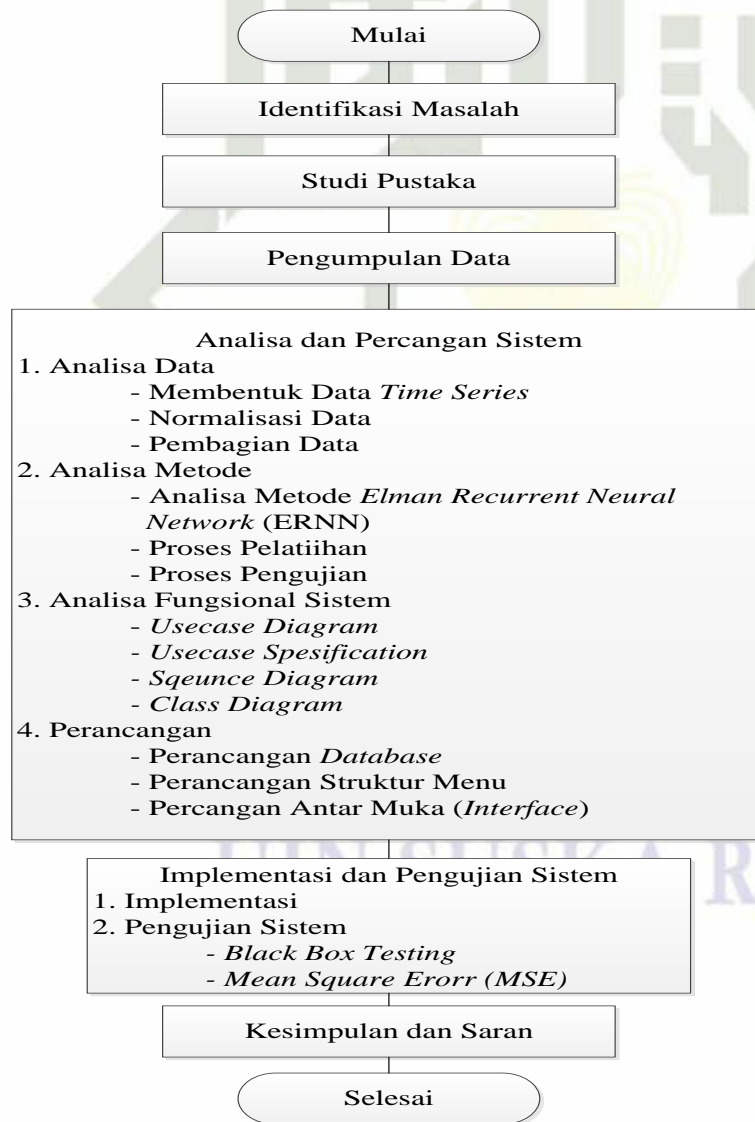 Mulai
Identifikasi Masalah
Studi Pustaka
Pengumpulan Data
Analisa dan Percangan Sistem
1. Analisa Data
- Membentuk Data Time Series
- Normalisasi Data
- Pembagian Data
2. Analisa Metode
- Analisa Metode Elman Recurrent Neural
Network (ERNN)
- Proses Pelatiihan
- Proses Pengujian
3. Analisa Fungsional Sistem
- Usecase Diagram
- Usecase Spesification
- Sqeunce Diagram
- Class Diagram
4. Perancangan
- Perancangan Database
- Perancangan Struktur Menu
- Percangan Antar Muka (Interface)
UIN SUSKA R
Implementasi dan Pengujian Sistem
1. Implementasi
2. Pengujian Sistem
- Black Box Testing
- Mean Square Erorr (MSE)
Kesimpulan dan Saran
Selesai